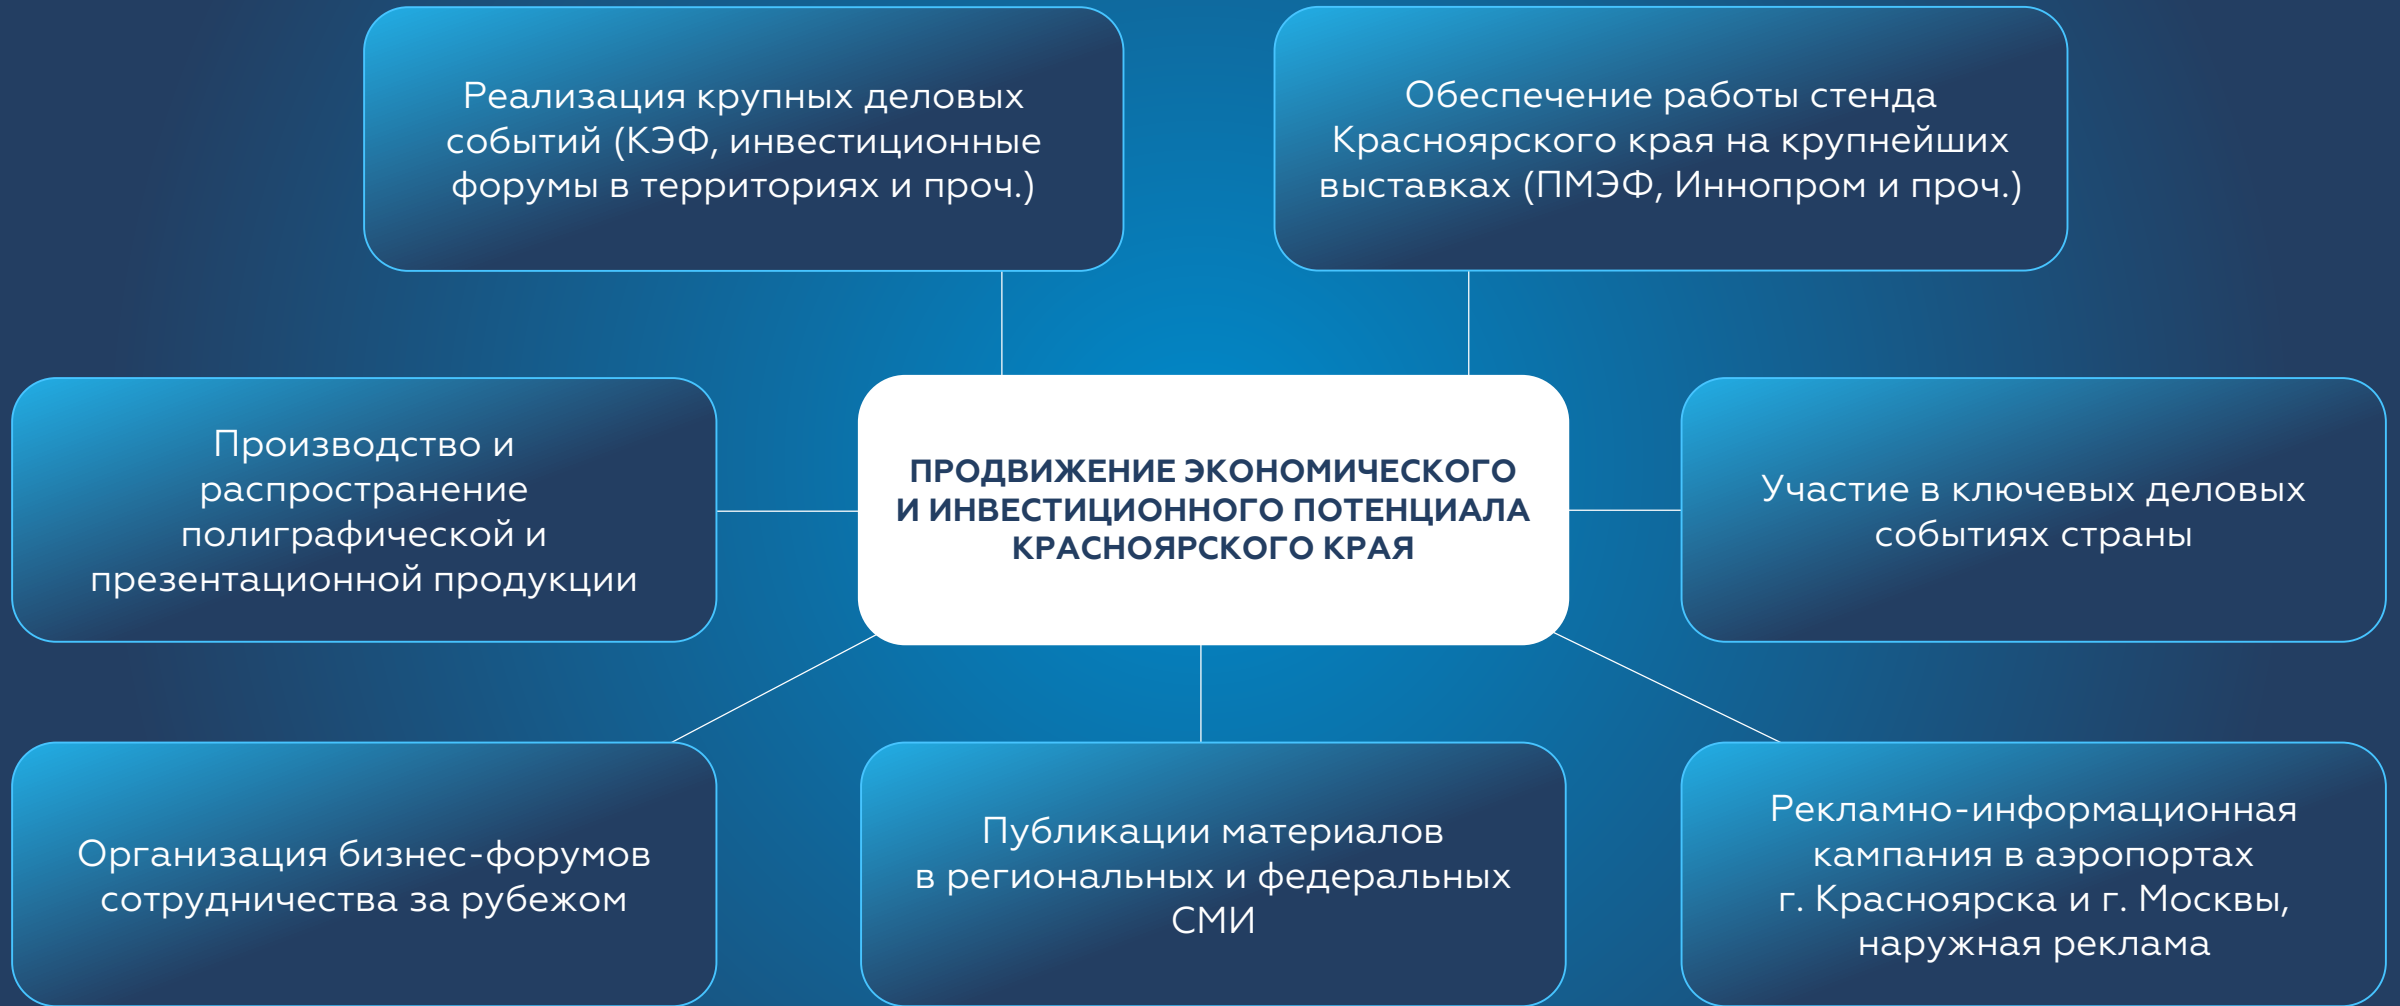 Реализация крупных деловых
событий (КЭФ, инвестиционные
форумы в территориях и проч.)
Обеспечение работы стенда
Красноярского края на крупнейших
выставках (ПМЭФ, Иннопром и проч.)
Производство и
распространение
полиграфической и
презентационной продукции
ПРОДВИЖЕНИЕ ЭКОНОМИЧЕСКОГО
И ИНВЕСТИЦИОННОГО ПОТЕНЦИАЛА
КРАСНОЯРСКОГО КРАЯ
Участие в ключевых деловых
событиях страны
Организация бизнес-форумов
сотрудничества за рубежом
Публикации материалов
в региональных и федеральных
СМИ
Рекламно-информационная
кампания в аэропортах
г. Красноярска и г. Москвы,
наружная реклама